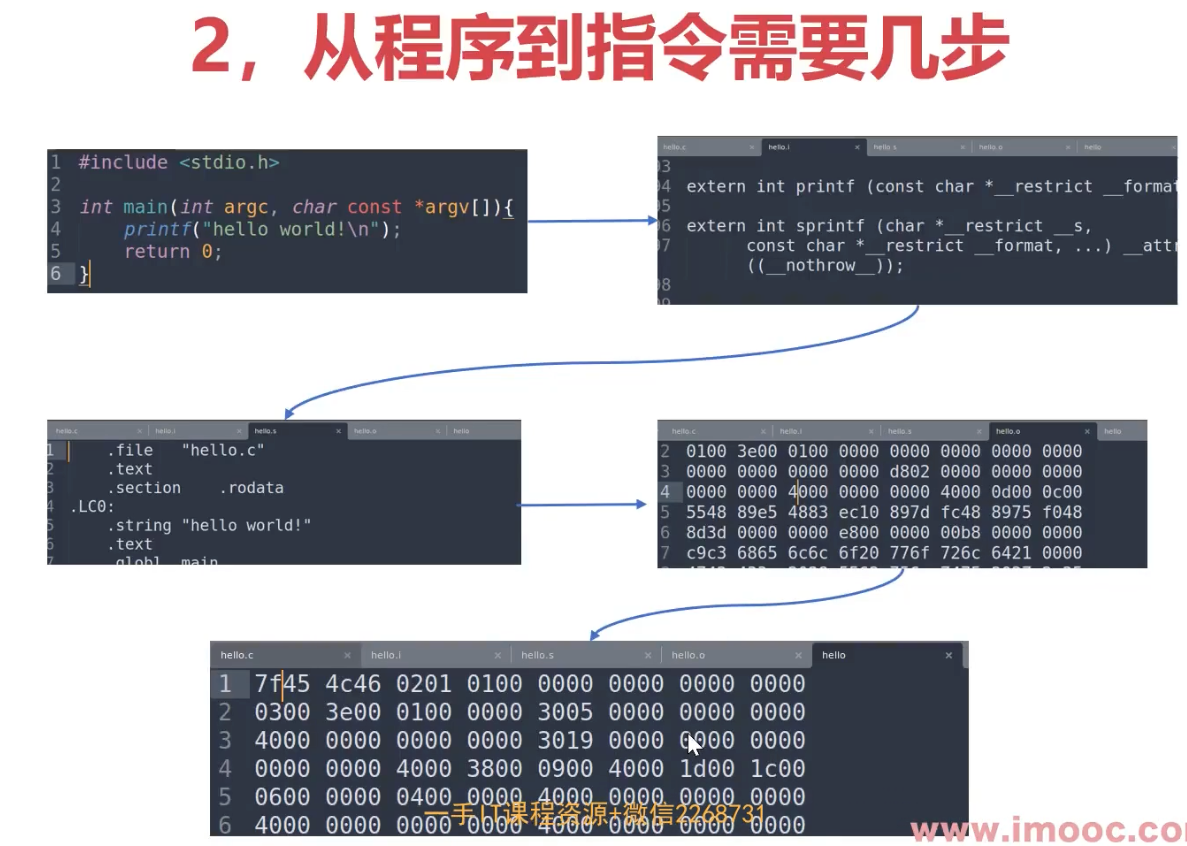 2，从程序到指令需要几步
1 #include <stdio.h>
2
3 int main(int argc, char const *argv[]){
4 printf("hello world!\n");
5 return 0;
6 }
hello.c × hello.i × hello.s × hello.o × hello ×
93
94 extern int printf (const char *__restrict __format
95
96 extern int sprintf (char *__restrict __s,
97 const char *__restrict __format, ...) __attr
((__nothrow__));
98
99
hello.c × hello.i × hello.s × hello.o × hello
1 .file "hello.c"
2 .text
3 .section .rodata
4 .LC0:
5 .string "hello world!"
6 .text
7 .globl main
hello.c × hello.i × hello.s × hello.o × hello
2 0100 3e00 0100 0000 0000 0000 0000 0000
3 0000 0000 0000 0000 d802 0000 0000 0000
4 0000 0000 4000 0000 0000 4000 0d00 0c00
5 5548 89e5 4883 ec10 897d fc48 8975 f048
6 8d3d 0000 0000 e800 0000 00b8 0000 0000
7 c9c3 6865 6c6c 6f20 776f 726c 6421 0000
hello.c × hello.i × hello.s × hello.o × hello ×
1 7f45 4c46 0201 0100 0000 0000 0000 0000
2 0300 3e00 0100 0000 3005 0000 0000 0000
3 4000 0000 0000 0000 3019 0000 0000 0000
4 0000 0000 4000 3800 0900 4000 1d00 1c00
5 0600 0000 0400 0000 4000 0000 0000 0000
6 4000 0000 0000 0000 4000 0000 0000 0000
一手IT课程资源+微信2268731
www.imooc.co